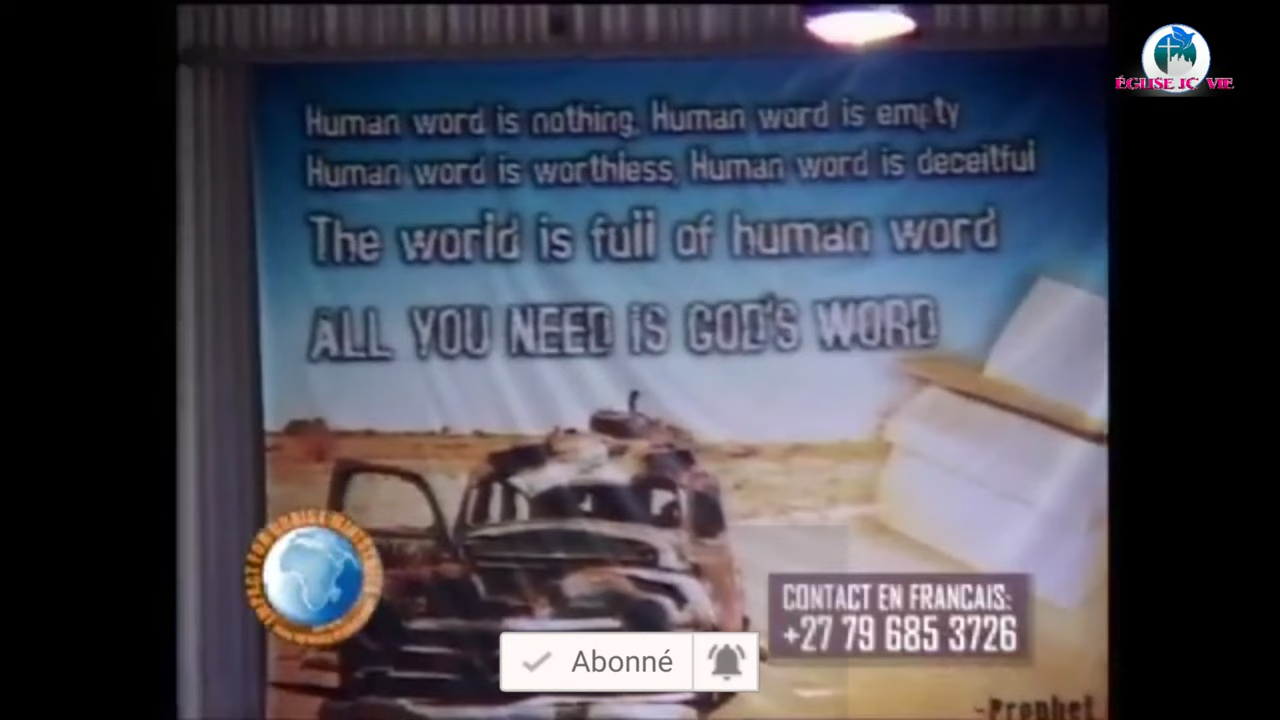 ÉGLISE JC VIE
Human word is nothing, Human word is empty
Human word is worthless, Human word is deceitful
The world is full of human word
ALL YOU NEED iS GOD'S WORD
CONTACT EN FRANCAIS:
+27 79 685 3726
Abonné
-Prophet